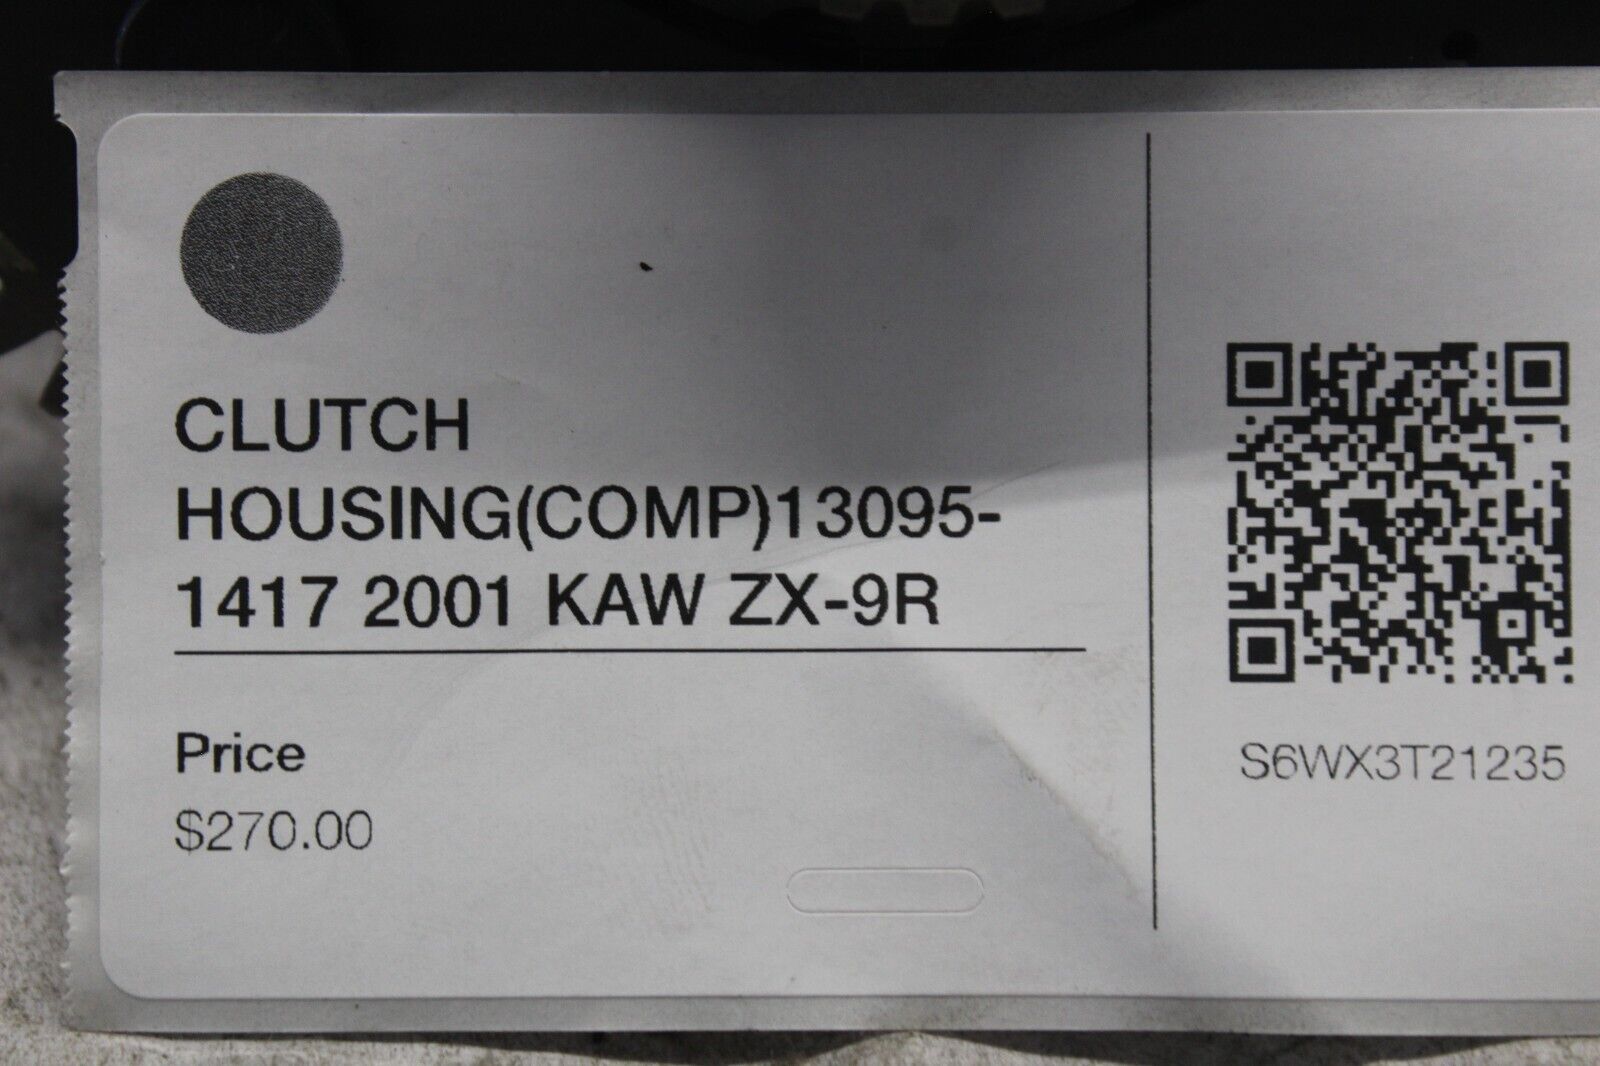 CLUTCH
HOUSING(COMP)13095-
1417 2001 KAW ZX-9R
Price
$270.00
S6WX3T21235